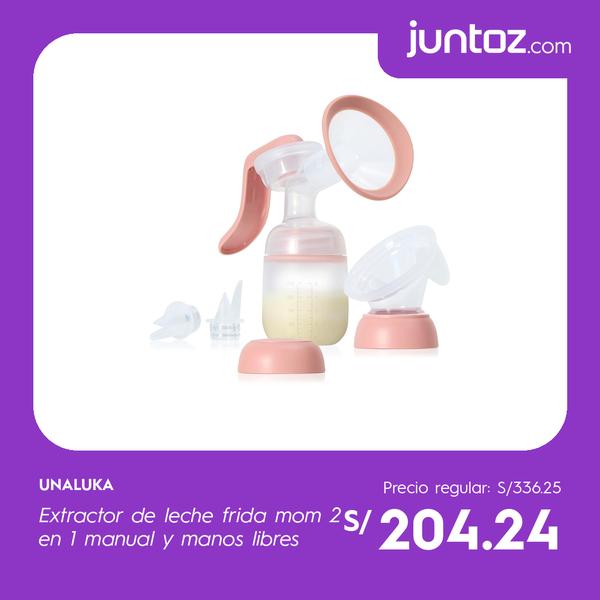 juntoz.com
UNALUKA
Extractor de leche frida mom 2
en 1 manual y manos libres
Precio regular: S/336.25
S/ 204.24